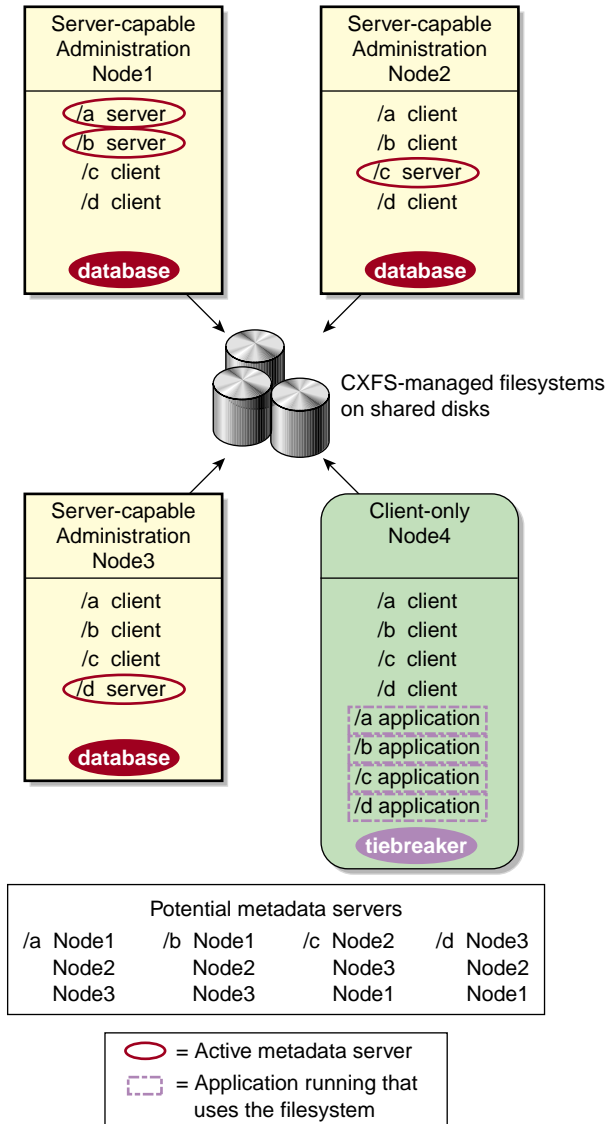 Server-capable
Administration
Node1
/a server
/b server
/c client
/d client
database
Server-capable
Administration
Node2
/a client
/b client
/c server
/d client
database
CXFS-managed filesystems
on shared disks
Server-capable
Administration
Node3
/a client
/b client
/c client
/d server
database
Client-only
Node4
/a client
/b client
/c client
/d client
/a application
/b application
/c application
/d application
tiebreaker
Potential metadata servers
/a Node1 /b Node1 /c Node2 /d Node3
Node2 Node2 Node3 Node2
Node3 Node3 Node1 Node1
= Active metadata server
= Application running that
uses the filesystem